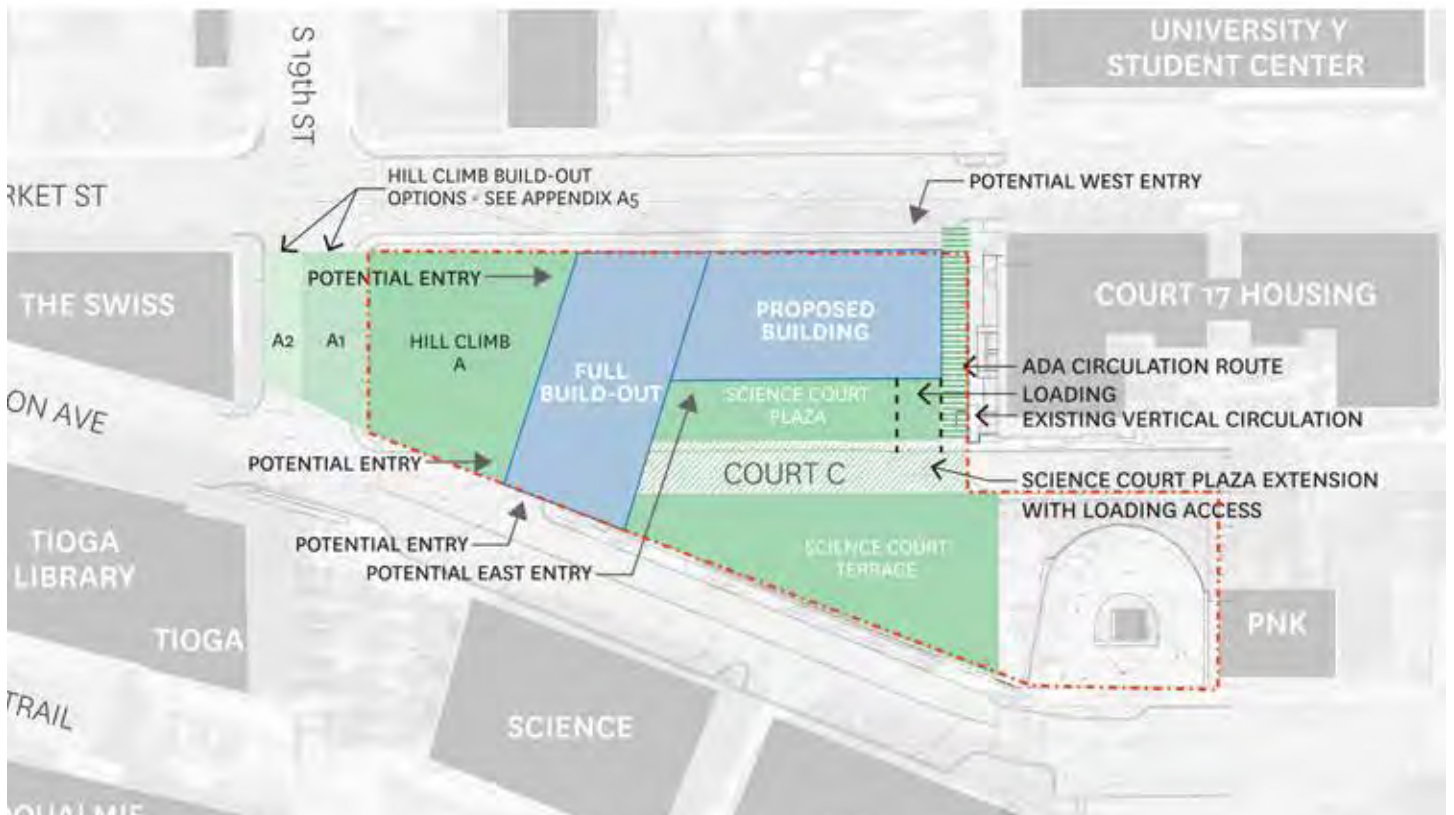 UNIVERSITY Y
STUDENT CENTER
S 19th ST
HILL CLIMB BUILD-OUT
OPTIONS - SEE APPENDIX A5
RKET ST
POTENTIAL WEST ENTRY
POTENTIAL ENTRY
THE SWISS
COURT 17 HOUSING
PROPOSED
BUILDING
A2
A1
HILL CLIMB
A
FULL
BUILD-OUT
ADA CIRCULATION ROUTE
SCIENCE COURT
PLAZA
LOADING
EXISTING VERTICAL CIRCULATION
ON AVE
POTENTIAL ENTRY
COURT C
SCIENCE COURT PLAZA EXTENSION
WITH LOADING ACCESS
POTENTIAL ENTRY
POTENTIAL EAST ENTRY
SCIENCE COURT
TERRACE
TIOGA
LIBRARY
TIOGA
PNK
TRAIL
SCIENCE